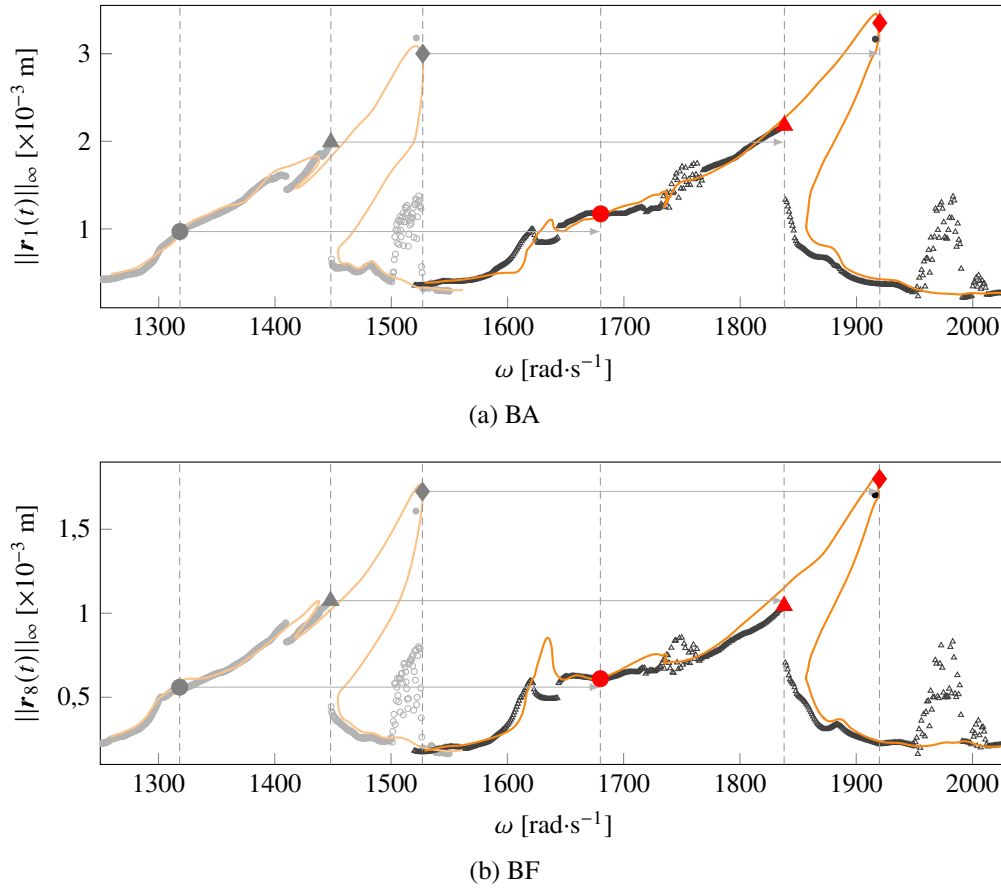 3
2
1
||r₁(t)||∞ [×10⁻³ m]
1300 1400 1500 1600 1700 1800 1900 2000
ω [rad·s⁻¹]
(a) BA
1,5
1
0,5
||r₈(t)||∞ [×10⁻³ m]
1300 1400 1500 1600 1700 1800 1900 2000
ω [rad·s⁻¹]
(b) BF